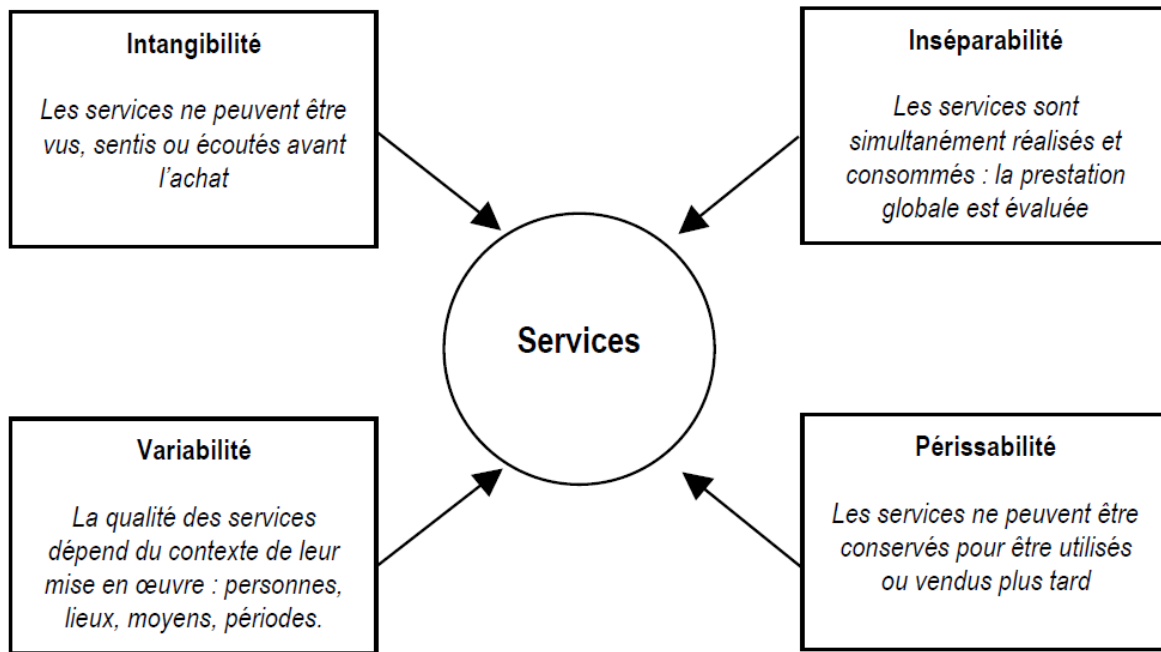 Intangibilité
Les services ne peuvent être
vus, sentis ou écoutés avant
l'achat
Inséparabilité
Les services sont
simultanément réalisés et
consommés : la prestation
globale est évaluée
Services
Variabilité
La qualité des services
dépend du contexte de leur
mise en œuvre : personnes,
lieux, moyens, périodes.
Périssabilité
Les services ne peuvent être
conservés pour être utilisés
ou vendus plus tard